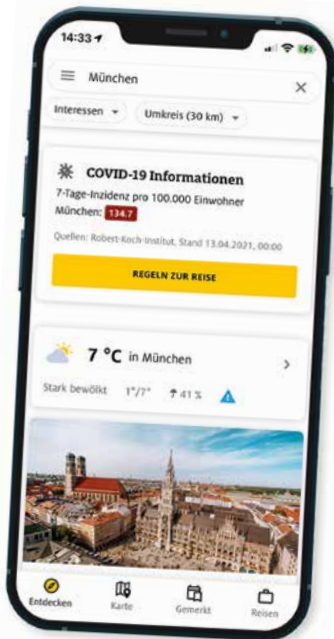 14:33
München
Interessen
Umkreis (30 km)
COVID-19 Informationen
7-Tage-Inzidenz pro 100.000 Einwohner
München: 134.7
Quellen: Robert-Koch-Institut, Stand 13.04.2021, 00:00
REGELN ZUR REISE
7 °C in München
Stark bewölkt 1°/7° 41 %
Entdecken
Karte
Gemerkt
Reisen